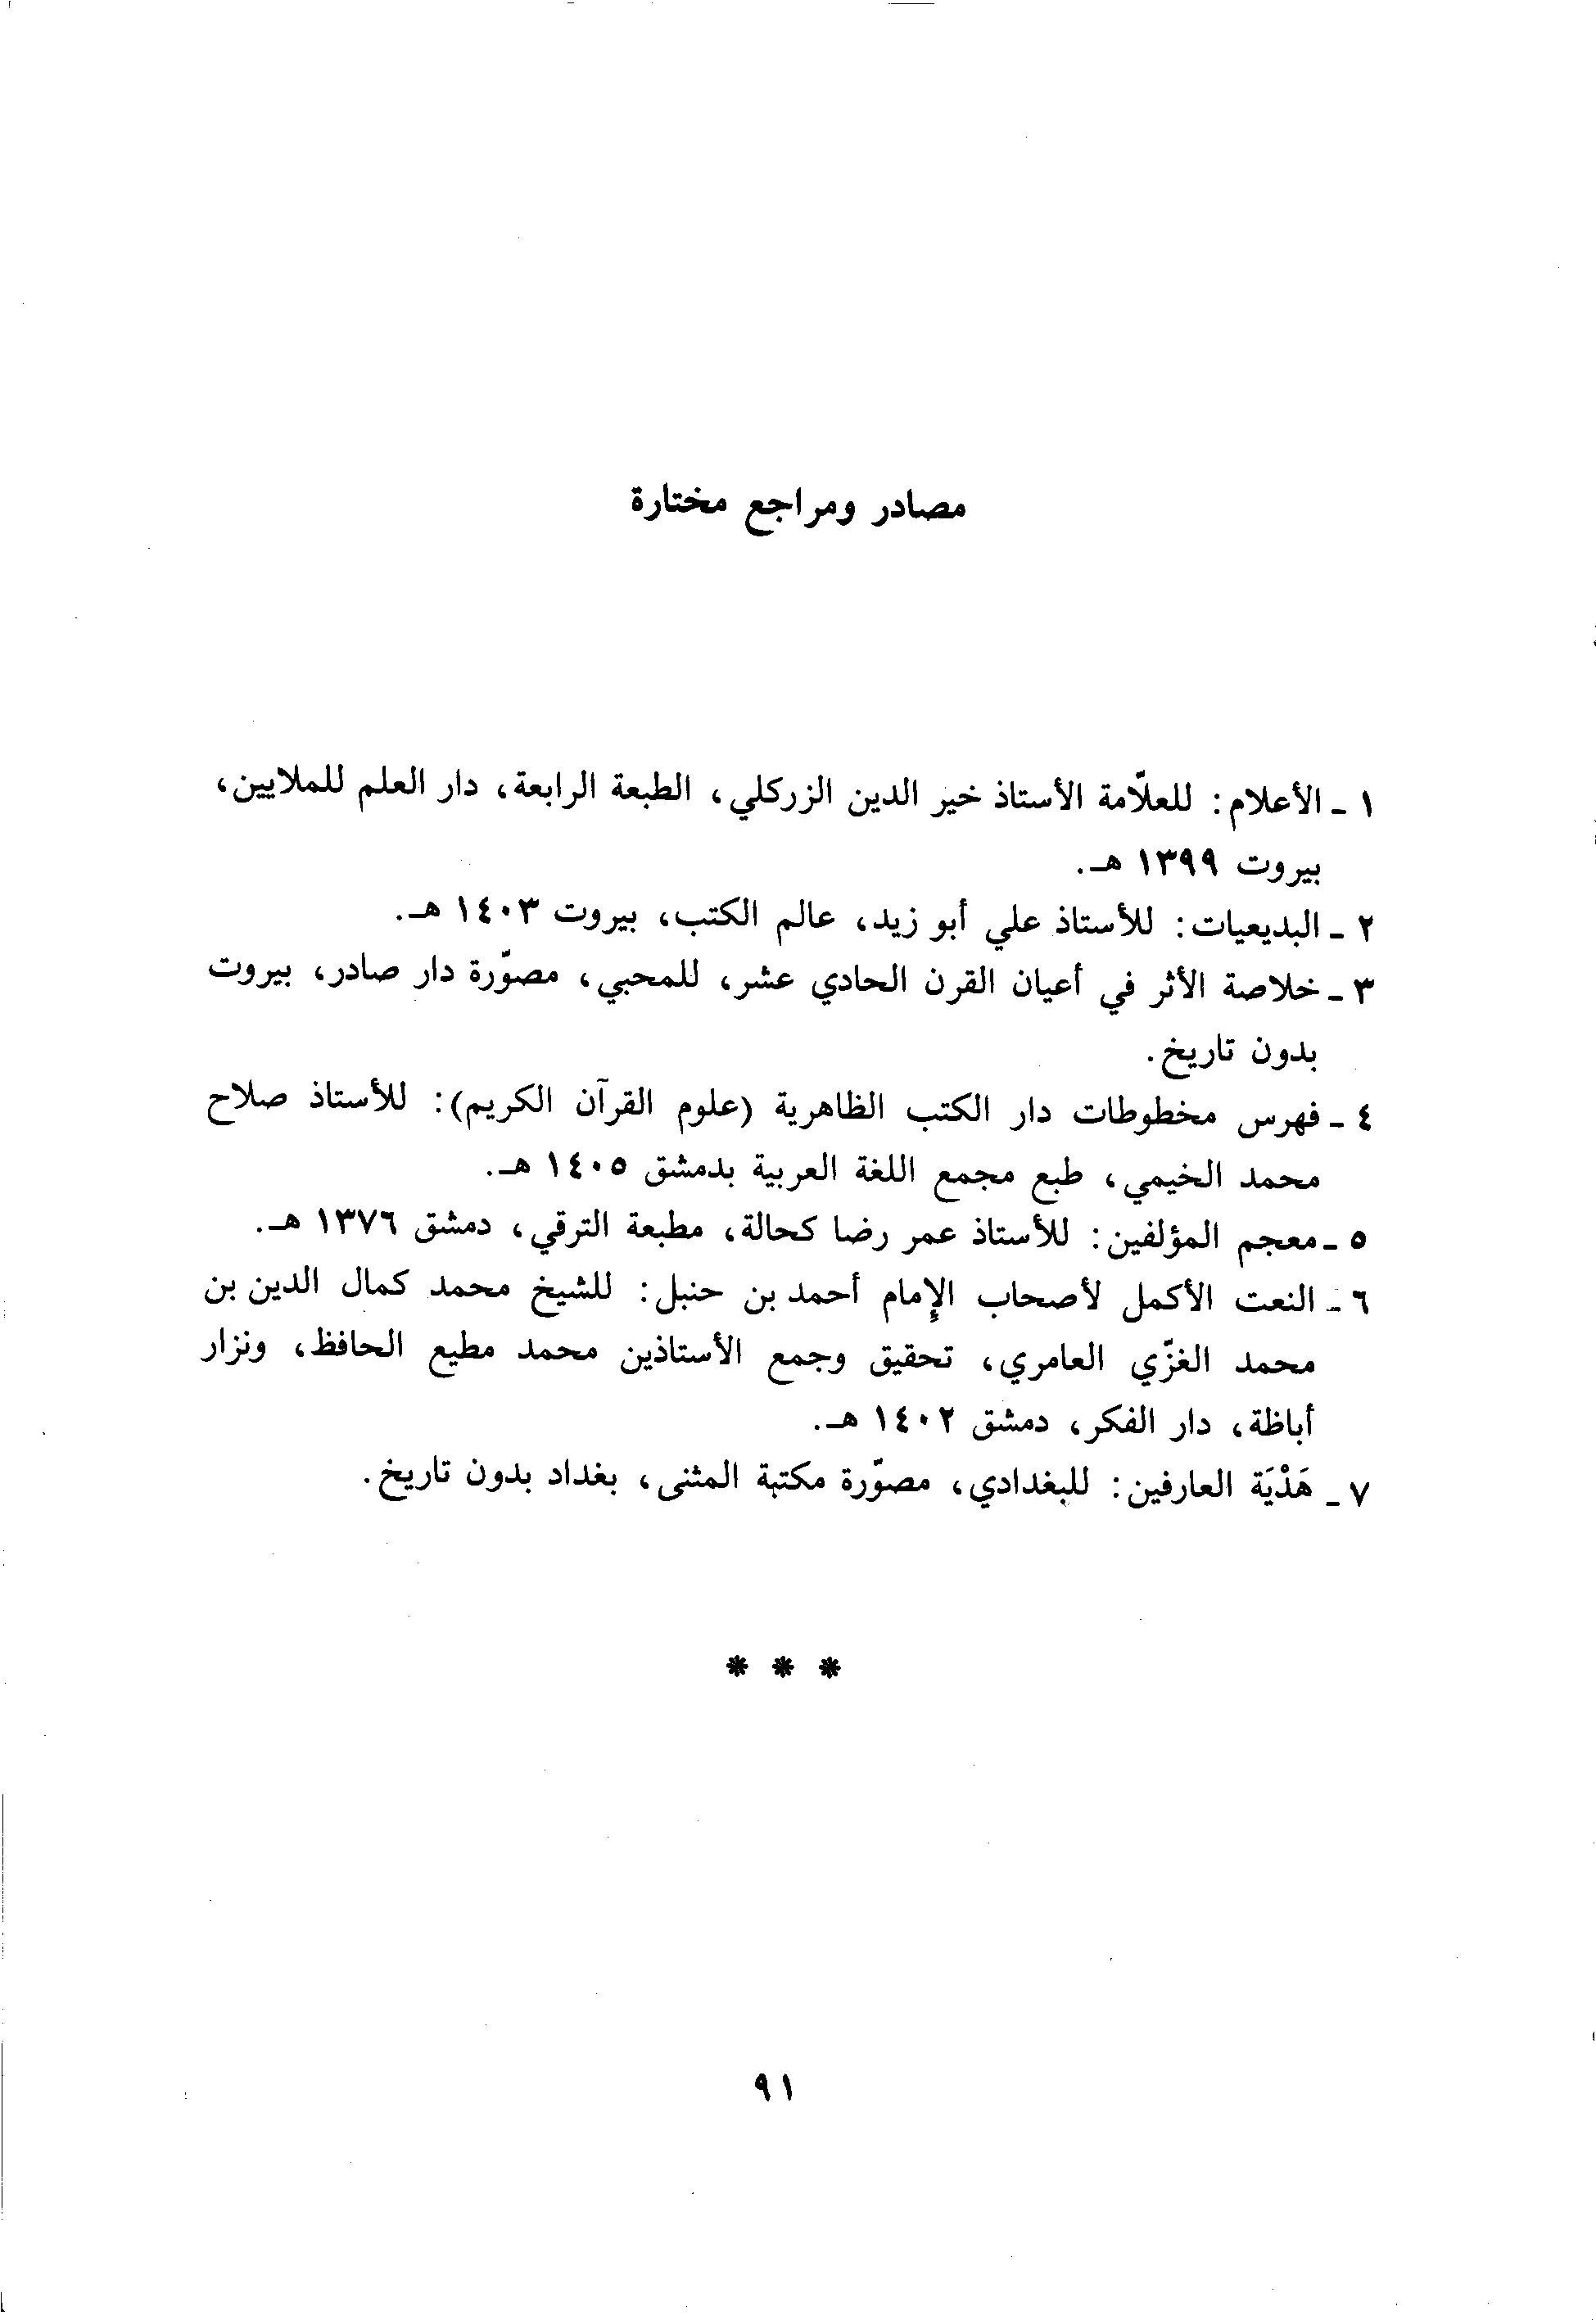 مصادر ومراجع مختارة
١ - الأعلام: للعلّامة الأستاذ خير الدين الزركلي، الطبعة الرابعة، دار العلم للملايين،
بيروت ١٣٩٩ هـ.
٢ - البديعيات: للأستاذ علي أبو زيد، عالم الكتب، بيروت ١٤٠٣ هـ.
٣ - خلاصة الأثر في أعيان القرن الحادي عشر، للمحبي، مصوّرة دار صادر، بيروت
بدون تاريخ.
٤ - فهرس مخطوطات دار الكتب الظاهرية (علوم القرآن الكريم): للأستاذ صلاح
محمد الخيمي، طبع مجمع اللغة العربية بدمشق ١٤٠٥ هـ.
٥ - معجم المؤلفين: للأستاذ عمر رضا كحالة، مطبعة الترقي، دمشق ١٣٧٦ هـ.
٦ - النعت الأكمل لأصحاب الإمام أحمد بن حنبل: للشيخ محمد كمال الدين بن
محمد الغزّي العامري، تحقيق وجمع الأستاذين محمد مطيع الحافظ، ونزار
أباظة، دار الفكر، دمشق ١٤٠٢ هـ.
٧ - هَدْيَة العارفين: للبغدادي، مصوّرة مكتبة المثنى، بغداد بدون تاريخ.
* * *
٩١